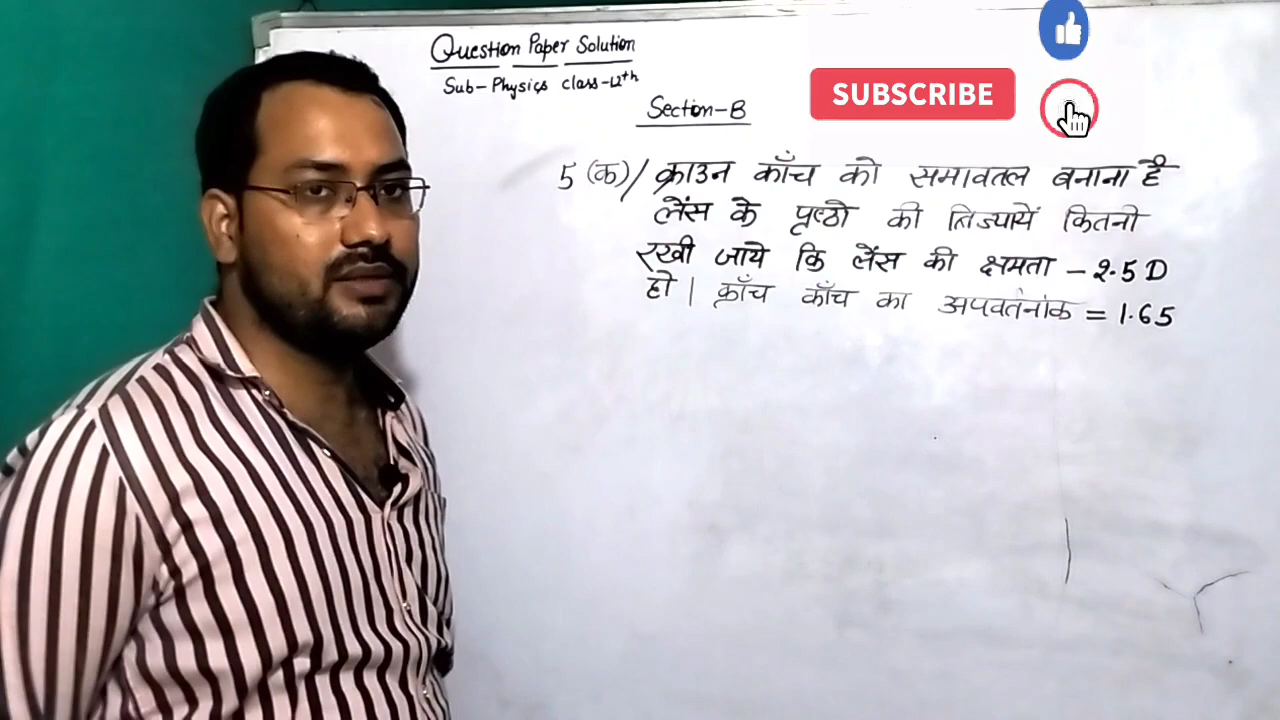 Question Paper Solution
Sub-Physics class-12th
SUBSCRIBE
Section-B
5 (क)/ क्राउन काँच को समावतल बनाना है
लेंस के पृष्ठो की त्रिज्यायें कितनी
रखी जाये कि लेंस की क्षमता -2.5 D
हो | क्राँच काँच का अपवर्तनांक = 1.65